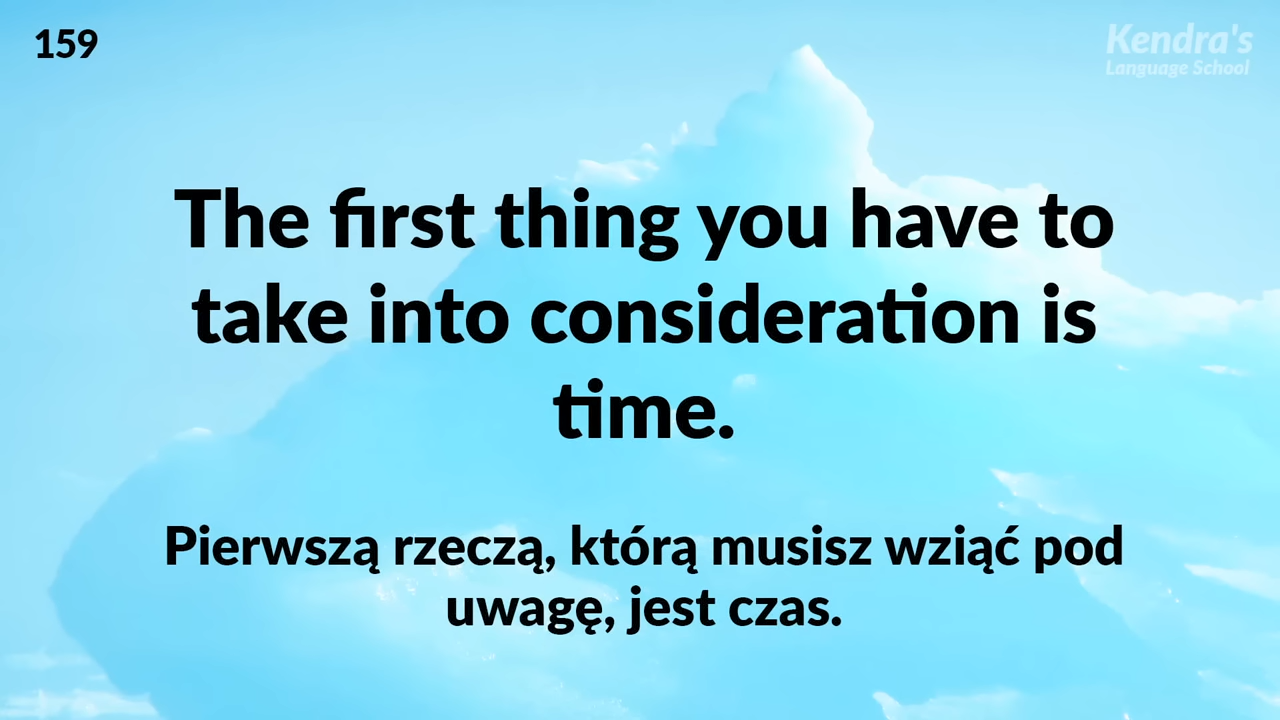 159
Kendra's
Language School
The first thing you have to
take into consideration is
time.
Pierwszą rzeczą, którą musisz wziąć pod
uwagę, jest czas.